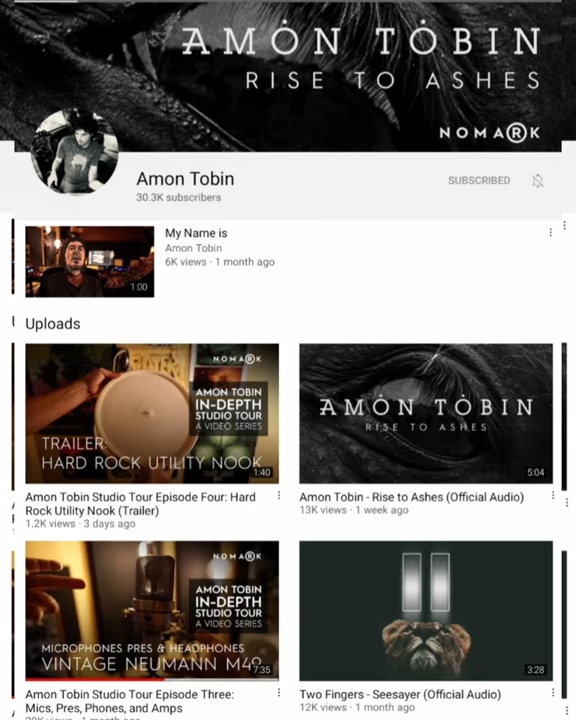 AMON TOBIN
RISE TO ASHES
NOMARK
Amon Tobin
30.3K subscribers
SUBSCRIBED
My Name is
Amon Tobin
6K views · 1 month ago
1:00
Uploads
NOMARK
AMON TOBIN
IN-DEPTH
STUDIO TOUR
A VIDEO SERIES
TRAILER:
HARD ROCK UTILITY NOOK
1:40
Amon Tobin Studio Tour Episode Four: Hard
Rock Utility Nook (Trailer)
1.2K views · 3 days ago
AMON TOBIN
RISE TO ASHES
5:04
Amon Tobin - Rise to Ashes (Official Audio)
13K views · 1 week ago
NOMARK
AMON TOBIN
IN-DEPTH
STUDIO TOUR
A VIDEO SERIES
MICROPHONES PRES & HEADPHONES
VINTAGE NEUMANN M49
7:35
Amon Tobin Studio Tour Episode Three:
Mics, Pres, Phones, and Amps
1 month ago
3:28
Two Fingers - Seesayer (Official Audio)
12K views · 1 month ago